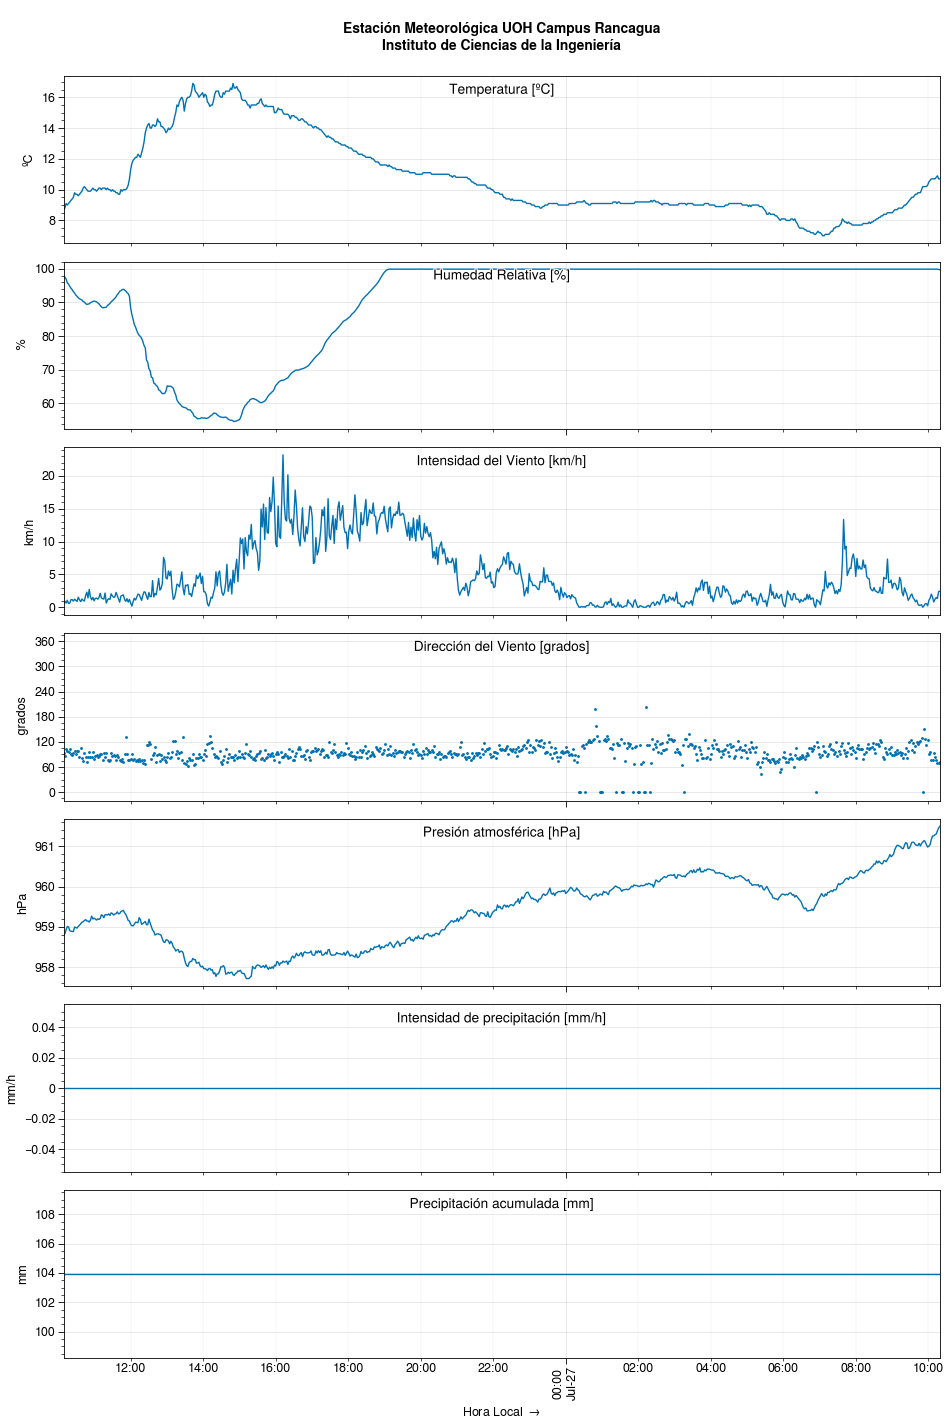 Estación Meteorológica UOH Campus Rancagua
Instituto de Ciencias de la Ingeniería
Temperatura [ºC]
ºC
16
14
12
10
8
Humedad Relativa [%]
%
100
90
80
70
60
Intensidad del Viento [km/h]
km/h
20
15
10
5
0
Dirección del Viento [grados]
grados
360
300
240
180
120
60
0
Presión atmosférica [hPa]
hPa
961
960
959
958
Intensidad de precipitación [mm/h]
mm/h
0.04
0.02
0
−0.02
−0.04
Precipitación acumulada [mm]
mm
108
106
104
102
100
12:00
14:00
16:00
18:00
20:00
22:00
00:00
Jul-27
02:00
04:00
06:00
08:00
10:00
Hora Local →